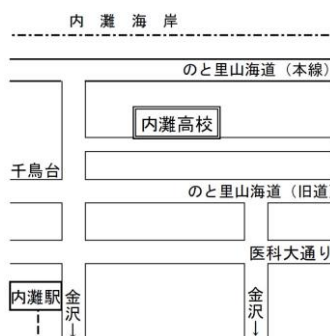 内灘海岸
のと里山海道（本線）
内灘高校
千鳥台
のと里山海道（旧道）
医科大通り
内灘駅
金沢↓
金沢↓